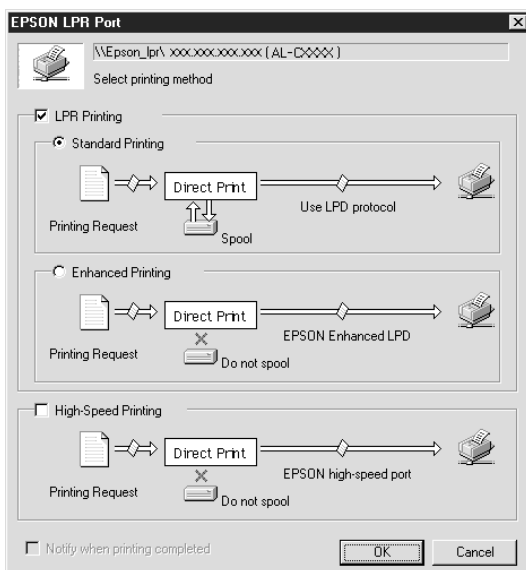 EPSON LPR Port
\\Epson_lpr\ xxx.xxx.xxx.xxx ( AL-CXXXX )
Select printing method
LPR Printing
Standard Printing
Direct Print
Use LPD protocol
Printing Request
Spool
Enhanced Printing
Direct Print
EPSON Enhanced LPD
Printing Request
Do not spool
High-Speed Printing
Direct Print
EPSON high-speed port
Printing Request
Do not spool
Notify when printing completed
OK
Cancel